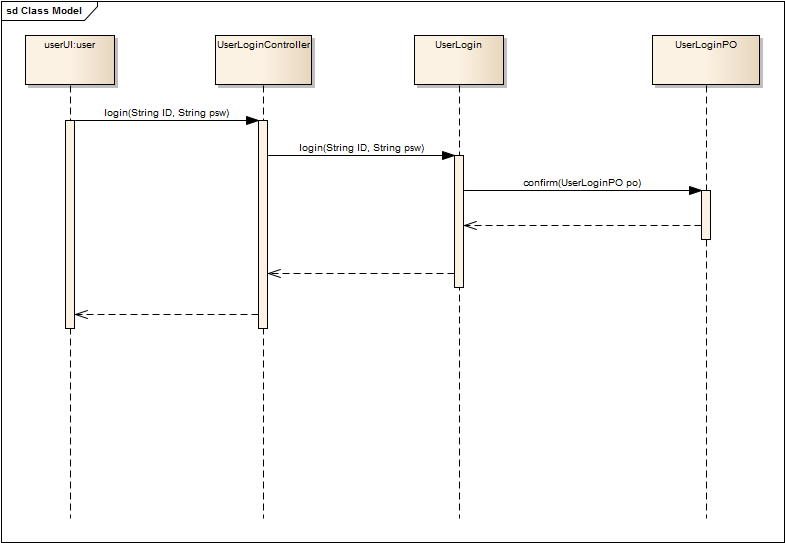 sd Class Model
userUI:user
UserLoginController
UserLogin
UserLoginPO
login(String ID, String psw)
login(String ID, String psw)
confirm(UserLoginPO po)